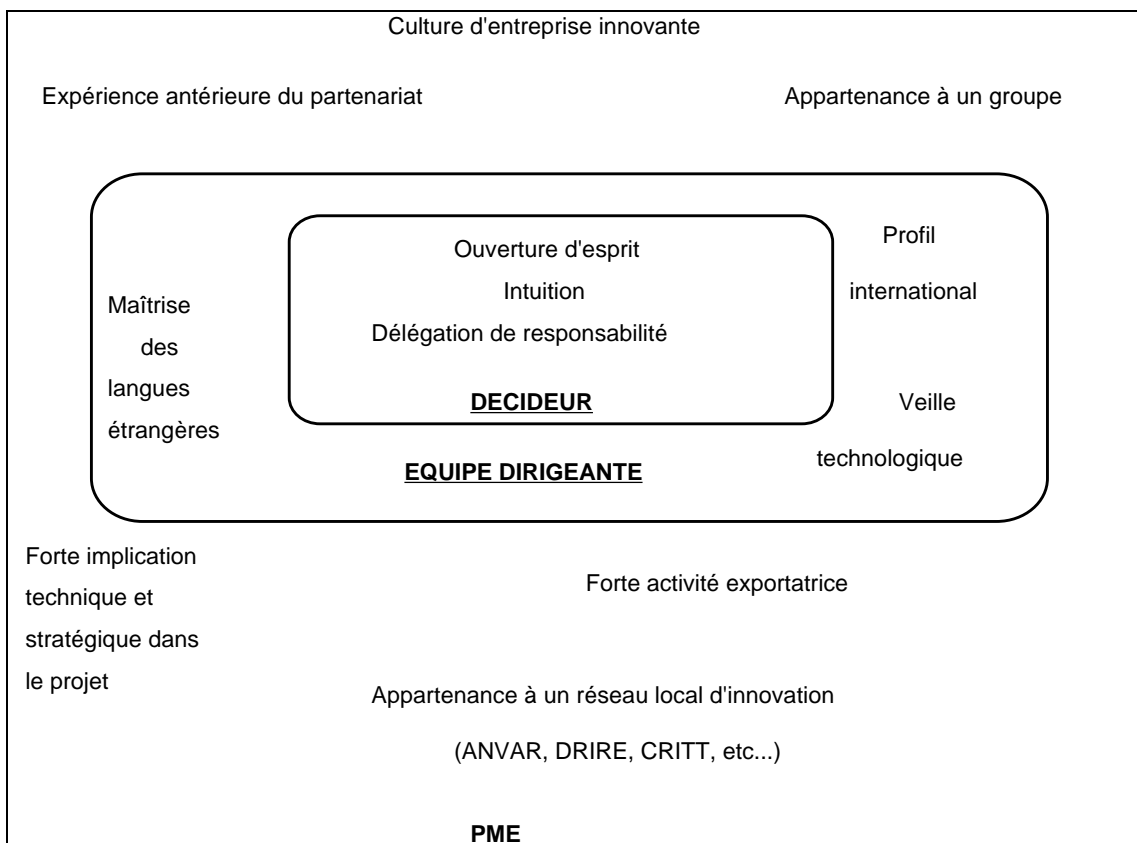 Culture d'entreprise innovante
Expérience antérieure du partenariat
Appartenance à un groupe
Ouverture d'esprit
Intuition
Délégation de responsabilité
DECIDEUR
Maîtrise
des
langues
étrangères
Profil
international
Veille
technologique
EQUIPE DIRIGEANTE
Forte implication
technique et
stratégique dans
le projet
Forte activité exportatrice
Appartenance à un réseau local d'innovation
(ANVAR, DRIRE, CRITT, etc...)
PME